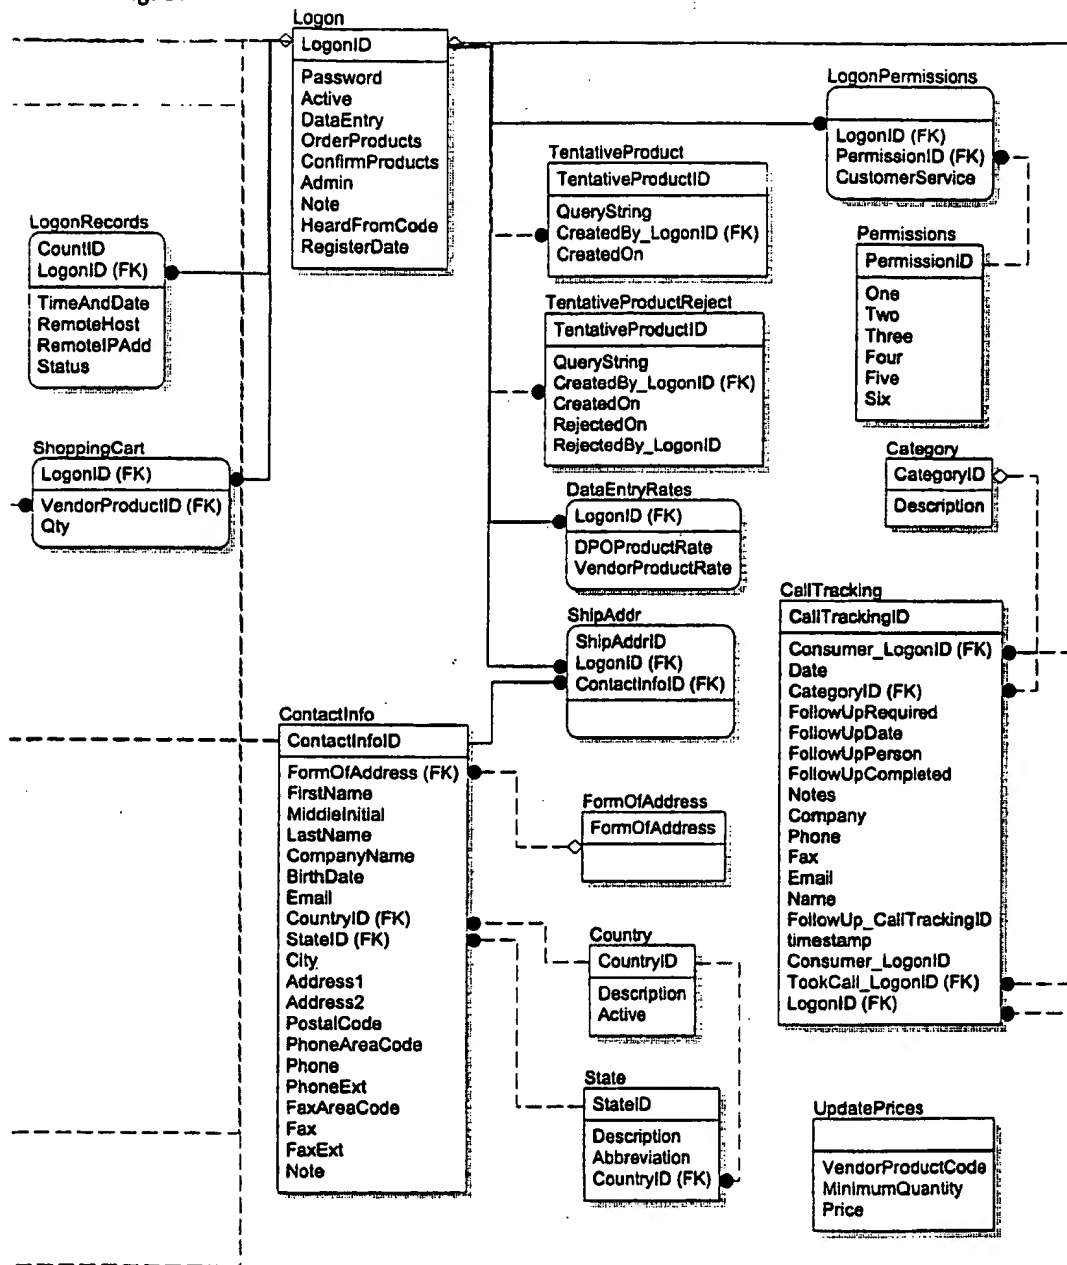 Logon
LogonID
Password
Active
DataEntry
OrderProducts
ConfirmProducts
Admin
Note
HeardFromCode
RegisterDate
LogonRecords
CountID
LogonID (FK)
TimeAndDate
RemoteHost
RemoteIPAdd
Status
ShoppingCart
LogonID (FK)
VendorProductID (FK)
Qty
TentativeProduct
TentativeProductID
QueryString
CreatedBy_LogonID (FK)
CreatedOn
TentativeProductReject
TentativeProductID
QueryString
CreatedBy_LogonID (FK)
CreatedOn
RejectedOn
RejectedBy_LogonID
DataEntryRates
LogonID (FK)
DPOProductRate
VendorProductRate
ShipAddr
ShipAddrID
LogonID (FK)
ContactInfoID (FK)
LogonPermissions
LogonID (FK)
PermissionID (FK)
CustomerService
Permissions
PermissionID
One
Two
Three
Four
Five
Six
Category
CategoryID
Description
CallTracking
CallTrackingID
Consumer_LogonID (FK)
Date
CategoryID (FK)
FollowUpRequired
FollowUpDate
FollowUpPerson
FollowUpCompleted
Notes
Company
Phone
Fax
Email
Name
FollowUp_CallTrackingID
timestamp
Consumer_LogonID
TookCall_LogonID (FK)
LogonID (FK)
ContactInfo
ContactInfoID
FormOfAddress (FK)
FirstName
MiddleInitial
LastName
CompanyName
BirthDate
Email
CountryID (FK)
StateID (FK)
City
Address1
Address2
PostalCode
PhoneAreaCode
Phone
PhoneExt
FaxAreaCode
Fax
FaxExt
Note
FormOfAddress
FormOfAddress
Country
CountryID
Description
Active
State
StateID
Description
Abbreviation
CountryID (FK)
UpdatePrices
VendorProductCode
MinimumQuantity
Price